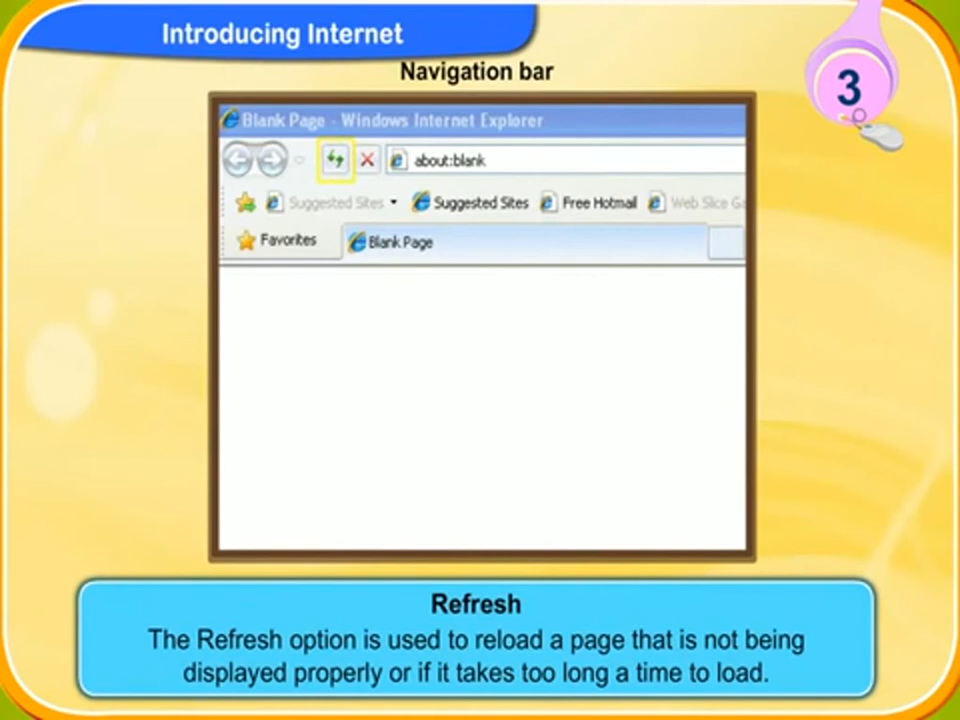 Introducing Internet
3
Navigation bar
Blank Page - Windows Internet Explorer
about:blank
Suggested Sites
Suggested Sites
Free Hotmail
Web Slice Ga
Favorites
Blank Page
Refresh
The Refresh option is used to reload a page that is not being
displayed properly or if it takes too long a time to load.